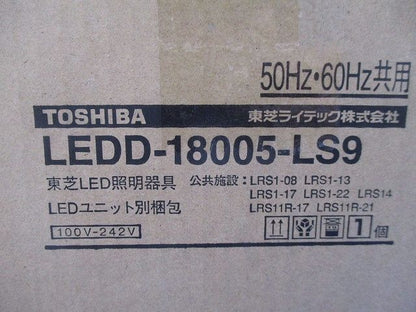 50Hz・60Hz共用
TOSHIBA 東芝ライテック株式会社
LEDD-18005-LS9
東芝LED照明器具 公共施設:LRS1-08 LRS1-13
LEDユニット別梱包 LRS1-17 LRS1-22 LRS14
LRS11R-17 LRS11R-21
100V-242V
1個